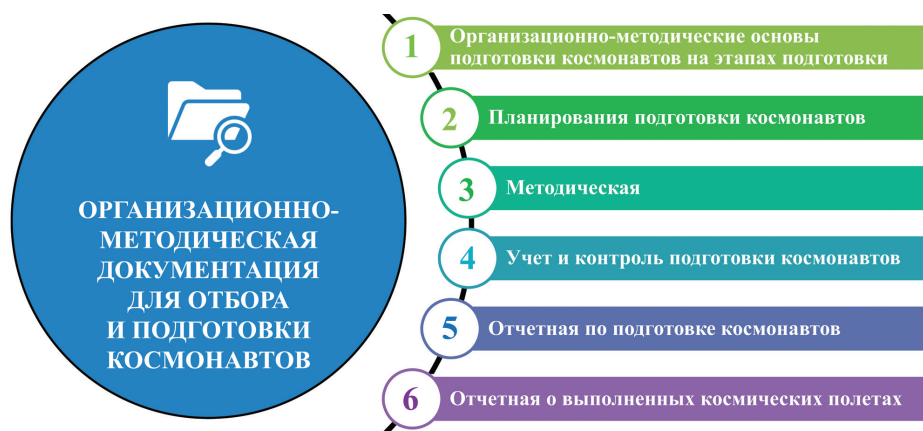 ОРГАНИЗАЦИОННО-
МЕТОДИЧЕСКАЯ
ДОКУМЕНТАЦИЯ
ДЛЯ ОТБОРА
И ПОДГОТОВКИ
КОСМОНАВТОВ
1
Организационно-методические основы
подготовки космонавтов на этапах подготовки
2
Планирования подготовки космонавтов
3
Методическая
4
Учет и контроль подготовки космонавтов
5
Отчетная по подготовке космонавтов
6
Отчетная о выполненных космических полетах